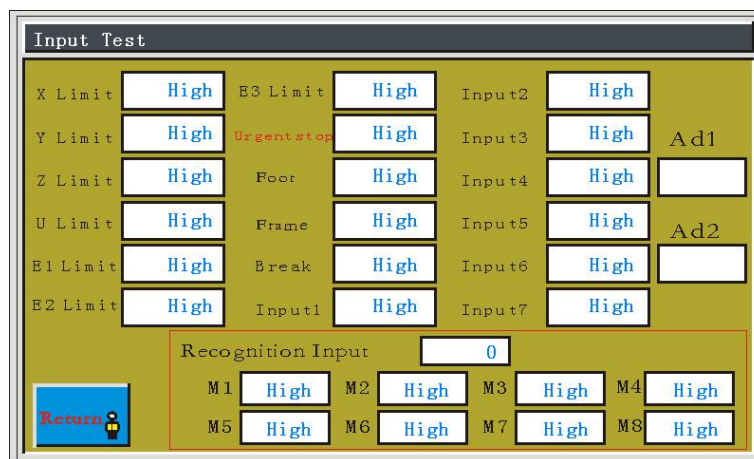 Input Test
X Limit High E3 Limit High Input2 High
Y Limit High Urgent stop High Input3 High Ad1
Z Limit High Foot High Input4 High
U Limit High Frame High Input5 High Ad2
E1 Limit High Break High Input6 High
E2 Limit High Input1 High Input7 High
Recognition Input 0
M1 High M2 High M3 High M4 High
Return M5 High M6 High M7 High M8 High